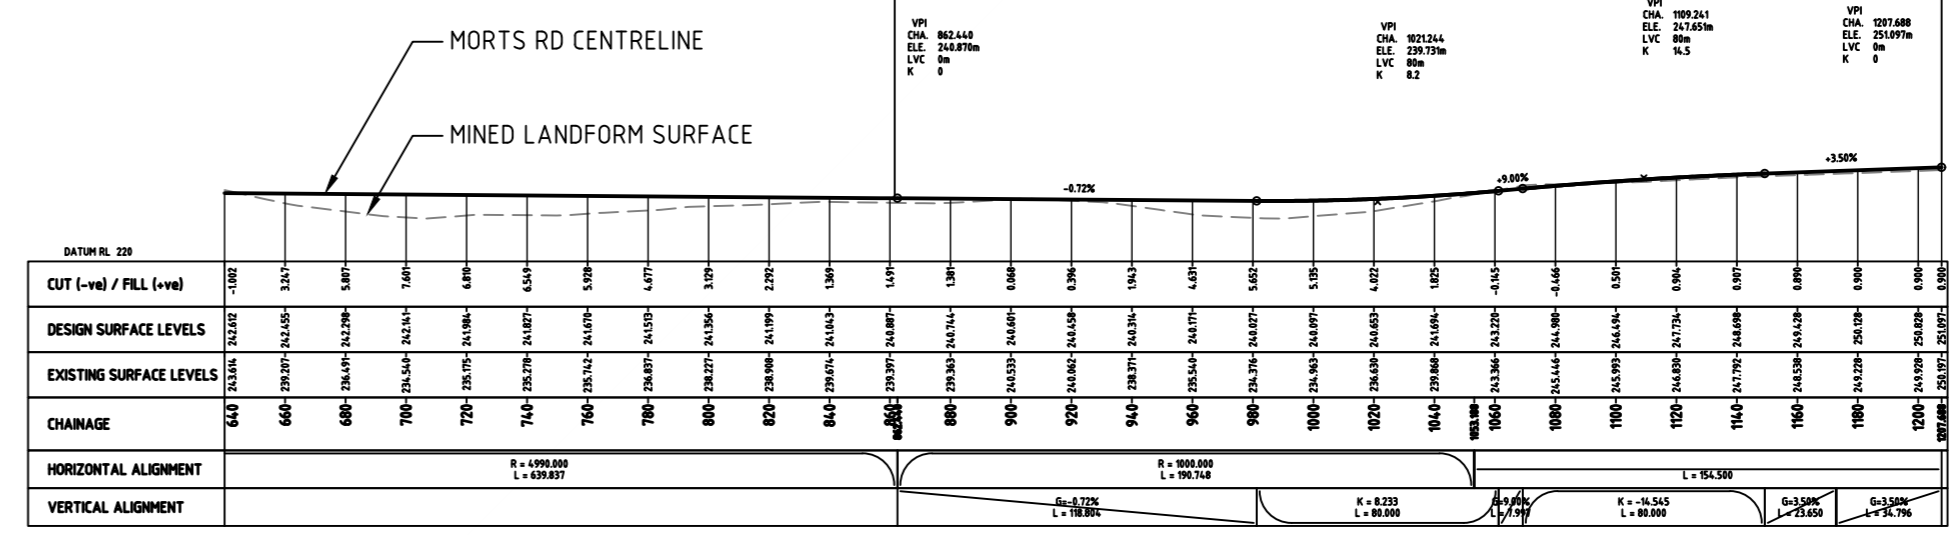 MORTS RD CENTRELINE
MINED LANDFORM SURFACE
VPI
CHA. 862.440
ELE. 240.870m
LVC 0m
K 0
VPI
CHA. 1021.244
ELE. 239.731m
LVC 80m
K 8.2
VPI
CHA. 1109.241
ELE. 247.651m
LVC 80m
K 14.5
VPI
CHA. 1207.688
ELE. 251.097m
LVC 0m
K 0
-0.72%
+9.00%
+3.50%
DATUM RL 220
CUT (-ve) / FILL (+ve) -1.002 3.247 5.807 7.601 6.810 6.549 5.928 4.677 3.129 2.292 1.369 1.491 1.381 0.068 0.396 1.943 4.631 5.652 5.135 4.022 1.825 -0.145 -0.466 0.501 0.904 0.907 0.890 0.900 0.900 0.900
DESIGN SURFACE LEVELS 242.612 242.455 242.298 242.141 241.984 241.827 241.670 241.513 241.356 241.199 241.043 240.887 240.744 240.601 240.458 240.314 240.171 240.027 240.097 240.653 241.694 243.220 244.980 246.494 247.734 248.698 249.428 250.128 250.828 251.097
EXISTING SURFACE LEVELS 243.614 239.207 236.491 234.540 235.175 235.278 235.742 236.837 238.227 238.908 239.674 239.397 239.363 240.533 240.062 238.371 235.540 234.376 234.963 236.630 239.868 243.366 245.446 245.993 246.830 247.792 248.538 249.228 249.928 250.197
CHAINAGE 640 660 680 700 720 740 760 780 800 820 840 860 862.440 880 900 920 940 960 980 1000 1020 1040 1053.188 1060 1080 1100 1120 1140 1160 1180 1200 1207.688
HORIZONTAL ALIGNMENT
R = 4990.000
L = 639.837
R = 1000.000
L = 190.748
L = 154.500
VERTICAL ALIGNMENT
G=-0.72%
L = 118.804
K = 8.233
L = 80.000
G=9.00%
L = 7.997
K = -14.545
L = 80.000
G=3.50%
L = 23.650
G=3.50%
L = 34.796